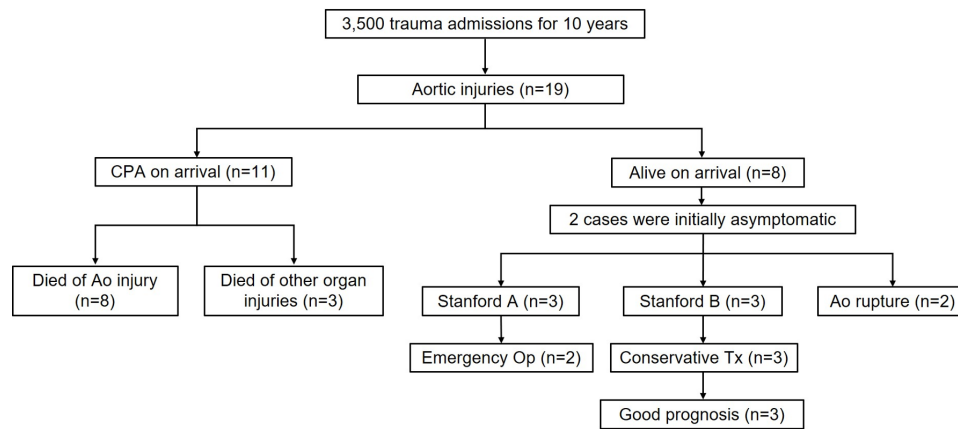 3,500 trauma admissions for 10 years
Aortic injuries (n=19)
CPA on arrival (n=11)
Alive on arrival (n=8)
2 cases were initially asymptomatic
Died of Ao injury
(n=8)
Died of other organ
injuries (n=3)
Stanford A (n=3)
Stanford B (n=3)
Ao rupture (n=2)
Emergency Op (n=2)
Conservative Tx (n=3)
Good prognosis (n=3)